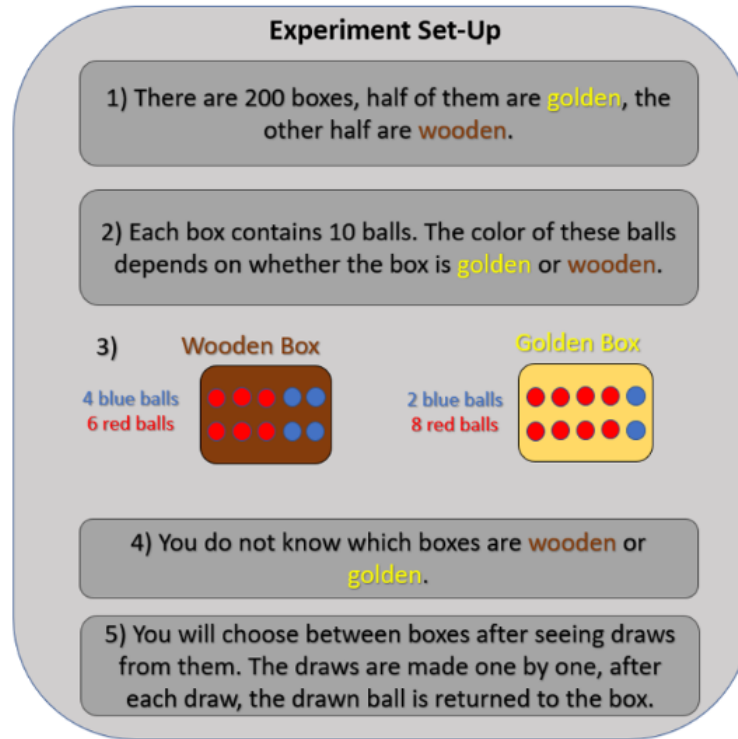 Experiment Set-Up
1) There are 200 boxes, half of them are golden, the
other half are wooden.
2) Each box contains 10 balls. The color of these balls
depends on whether the box is golden or wooden.
3)
Wooden Box
4 blue balls
6 red balls
Golden Box
2 blue balls
8 red balls
4) You do not know which boxes are wooden or
golden.
5) You will choose between boxes after seeing draws
from them. The draws are made one by one, after
each draw, the drawn ball is returned to the box.